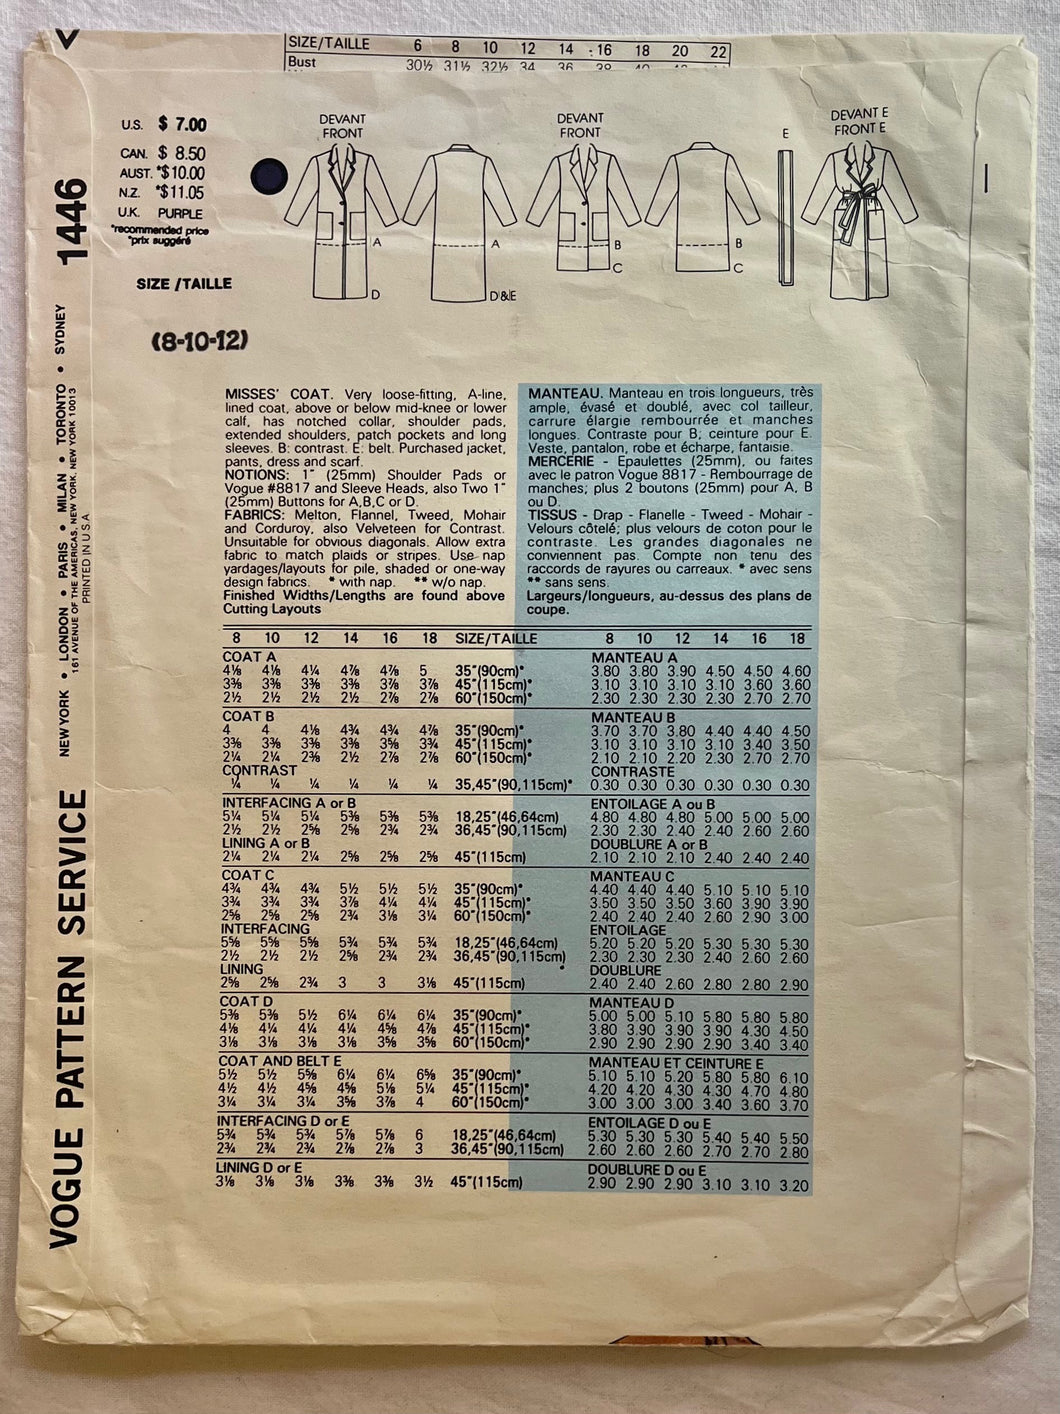 SIZE/TAILLE 6 8 10 12 14 16 18 20 22
Bust 30½ 31½ 32½ 34 36
U.S. $ 7.00
CAN. $ 8.50
AUST. *$10.00
N.Z. *$11.05
U.K. PURPLE
*recommended price
*prix suggéré
SIZE /TAILLE
(8-10-12)
DEVANT
FRONT
A
D
A
D&E
DEVANT
FRONT
B
C
B
C
E
DEVANT E
FRONT E
1446
NEW YORK • LONDON • PARIS • MILAN • TORONTO • SYDNEY
161 AVENUE OF THE AMERICAS, NEW YORK, NEW YORK 10013
PRINTED IN U.S.A
VOGUE PATTERN SERVICE
MISSES' COAT. Very loose-fitting, A-line,
lined coat, above or below mid-knee or lower
calf, has notched collar, shoulder pads,
extended shoulders, patch pockets and long
sleeves. B: contrast. E: belt. Purchased jacket,
pants, dress and scarf.
NOTIONS: 1" (25mm) Shoulder Pads or
Vogue #8817 and Sleeve Heads, also Two 1"
(25mm) Buttons for A,B,C or D.
FABRICS: Melton, Flannel, Tweed, Mohair
and Corduroy, also Velveteen for Contrast.
Unsuitable for obvious diagonals. Allow extra
fabric to match plaids or stripes. Use nap
yardages/layouts for pile, shaded or one-way
design fabrics. * with nap. ** w/o nap.
Finished Widths/Lengths are found above
Cutting Layouts
MANTEAU. Manteau en trois longueurs, très
ample, évasé et doublé, avec col tailleur,
carrure élargie rembourrée et manches
longues. Contraste pour B; ceinture pour E.
Veste, pantalon, robe et écharpe, fantaisie.
MERCERIE - Epaulettes (25mm), ou faites
avec le patron Vogue 8817 - Rembourrage de
manches; plus 2 boutons (25mm) pour A, B
ou D.
TISSUS - Drap - Flanelle - Tweed - Mohair -
Velours côtelé; plus velours de coton pour le
contraste. Les grandes diagonales ne
conviennent pas. Compte non tenu des
raccords de rayures ou carreaux. * avec sens
** sans sens.
Largeurs/longueurs, au-dessus des plans de
coupe.
8 10 12 14 16 18 SIZE/TAILLE 8 10 12 14 16 18
COAT A MANTEAU A
4⅛ 4⅛ 4¼ 4⅞ 4⅞ 5 35"(90cm)* 3.80 3.80 3.90 4.50 4.50 4.60
3⅜ 3⅜ 3⅜ 3⅜ 3⅜ 3⅞ 45"(115cm)* 3.10 3.10 3.10 3.10 3.60 3.60
2½ 2½ 2½ 2½ 2⅞ 2⅞ 60"(150cm)* 2.30 2.30 2.30 2.30 2.70 2.70
COAT B MANTEAU B
4 4 4⅛ 4¾ 4¾ 4⅞ 35"(90cm)* 3.70 3.70 3.80 4.40 4.40 4.50
3⅜ 3⅜ 3⅜ 3⅜ 3⅝ 3¾ 45"(115cm)* 3.10 3.10 3.10 3.10 3.40 3.50
2¼ 2¼ 2⅜ 2½ 2⅞ 2⅞ 60"(150cm)* 2.10 2.10 2.20 2.30 2.70 2.70
CONTRAST CONTRASTE
¼ ¼ ¼ ¼ ¼ ¼ 35,45"(90,115cm)* 0.30 0.30 0.30 0.30 0.30 0.30
INTERFACING A or B ENTOILAGE A ou B
5¼ 5¼ 5¼ 5⅜ 5⅜ 5⅜ 18,25"(46,64cm) 4.80 4.80 4.80 5.00 5.00 5.00
2½ 2½ 2⅝ 2⅝ 2¾ 2¾ 36,45"(90,115cm) 2.30 2.30 2.40 2.40 2.60 2.60
LINING A or B DOUBLURE A or B
2¼ 2¼ 2¼ 2⅝ 2⅝ 2⅝ 45"(115cm) 2.10 2.10 2.10 2.40 2.40 2.40
COAT C MANTEAU C
4¾ 4¾ 4¾ 5½ 5½ 5½ 35"(90cm)* 4.40 4.40 4.40 5.10 5.10 5.10
3¾ 3¾ 3¾ 3⅞ 4¼ 4¼ 45"(115cm)* 3.50 3.50 3.50 3.60 3.90 3.90
2⅝ 2⅝ 2⅝ 2¾ 3⅛ 3¼ 60"(150cm)* 2.40 2.40 2.40 2.60 2.90 3.00
INTERFACING ENTOILAGE
5⅝ 5⅝ 5⅝ 5¾ 5¾ 5¾ 18,25"(46,64cm) 5.20 5.20 5.20 5.30 5.30 5.30
2½ 2½ 2½ 2⅝ 2¾ 2¾ 36,45"(90,115cm) 2.30 2.30 2.30 2.40 2.60 2.60
LINING DOUBLURE
2⅝ 2⅝ 2¾ 3 3 3⅛ 45"(115cm) 2.40 2.40 2.60 2.80 2.80 2.90
COAT D MANTEAU D
5⅜ 5⅜ 5½ 6¼ 6¼ 6¼ 35"(90cm)* 5.00 5.00 5.10 5.80 5.80 5.80
4⅛ 4¼ 4¼ 4¼ 4⅝ 4⅞ 45"(115cm)* 3.80 3.90 3.90 3.90 4.30 4.50
3⅛ 3⅛ 3⅛ 3⅛ 3⅝ 3⅝ 60"(150cm)* 2.90 2.90 2.90 2.90 3.40 3.40
COAT AND BELT E MANTEAU ET CEINTURE E
5½ 5½ 5⅝ 6¼ 6¼ 6⅝ 35"(90cm)* 5.10 5.10 5.20 5.80 5.80 6.10
4½ 4½ 4⅝ 4⅝ 5⅛ 5¼ 45"(115cm)* 4.20 4.20 4.30 4.30 4.70 4.80
3¼ 3¼ 3¼ 3⅝ 3⅞ 4 60"(150cm)* 3.00 3.00 3.00 3.40 3.60 3.70
INTERFACING D or E ENTOILAGE D ou E
5¾ 5¾ 5¾ 5⅞ 5⅞ 6 18,25"(46,64cm) 5.30 5.30 5.30 5.40 5.40 5.50
2¾ 2¾ 2¾ 2⅞ 2⅞ 3 36,45"(90,115cm) 2.60 2.60 2.60 2.70 2.70 2.80
LINING D or E DOUBLURE D ou E
3⅛ 3⅛ 3⅛ 3⅜ 3⅜ 3½ 45"(115cm) 2.90 2.90 2.90 3.10 3.10 3.20